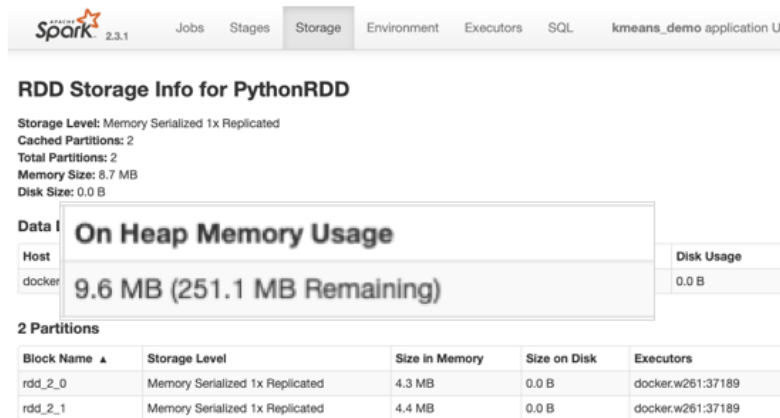 APACHE Spark 2.3.1 Jobs Stages Storage Environment Executors SQL kmeans_demo application U
RDD Storage Info for PythonRDD
Storage Level: Memory Serialized 1x Replicated
Cached Partitions: 2
Total Partitions: 2
Memory Size: 8.7 MB
Disk Size: 0.0 B
Data
On Heap Memory Usage
Host Disk Usage
docker 9.6 MB (251.1 MB Remaining) 0.0 B
2 Partitions
Block Name ▲ Storage Level Size in Memory Size on Disk Executors
rdd_2_0 Memory Serialized 1x Replicated 4.3 MB 0.0 B docker.w261:37189
rdd_2_1 Memory Serialized 1x Replicated 4.4 MB 0.0 B docker.w261:37189